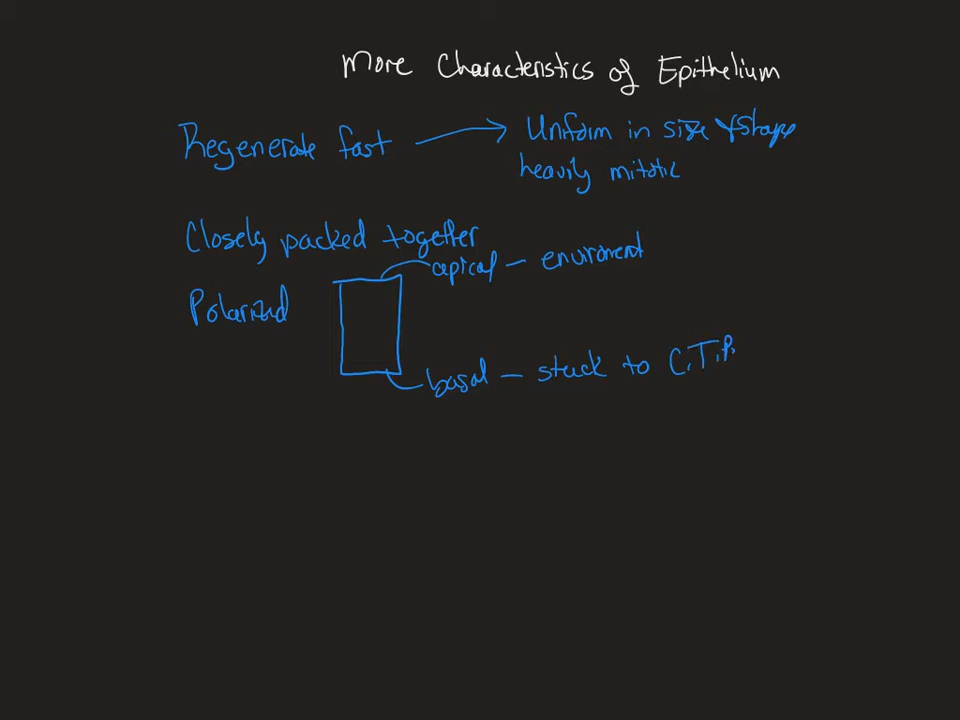 More Characteristics of Epithelium
Regenerate fast → Uniform in size & shape
heavily mitotic
Closely packed together
apical – enviroment
Polarized
basal – stuck to C.T.P.